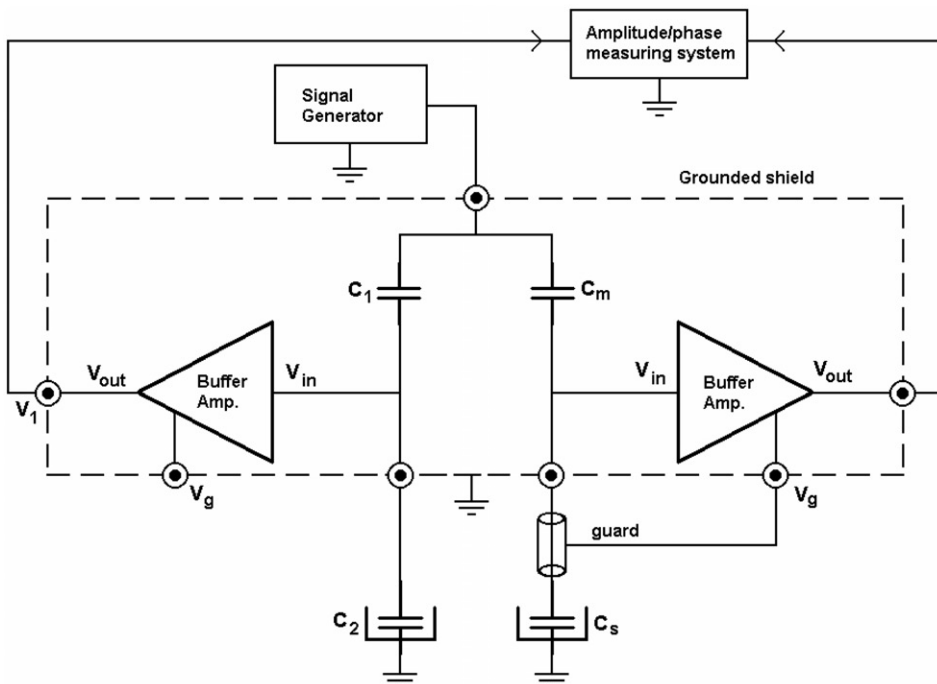 Amplitude/phase
measuring system
Signal
Generator
Grounded shield
C1
Cm
Vout
Buffer
Amp.
Vin
Vin
Buffer
Amp.
Vout
V1
Vg
Vg
guard
C2
Cs